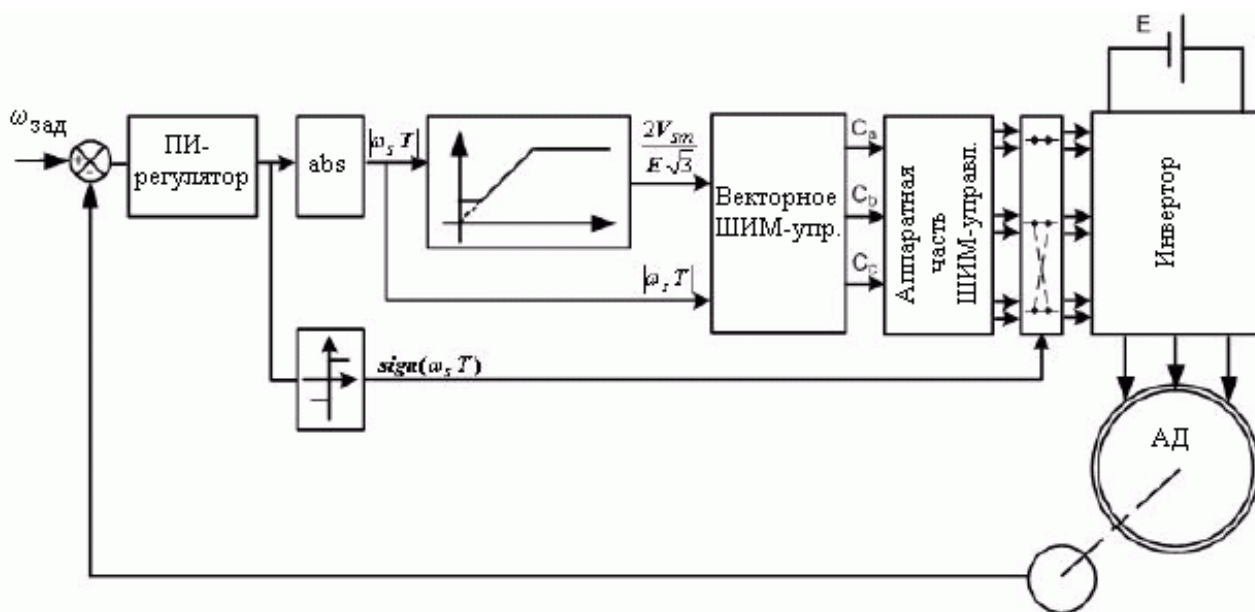 E
ω зад
+
-
ПИ-
регулятор
abs
|ω_s T|
2V_sm
E √3
Векторное
ШИМ-упр.
C_a
C_b
C_c
Аппаратная
часть
ШИМ-управл.
Инвертор
|ω_s T|
sign(ω_s T)
АД